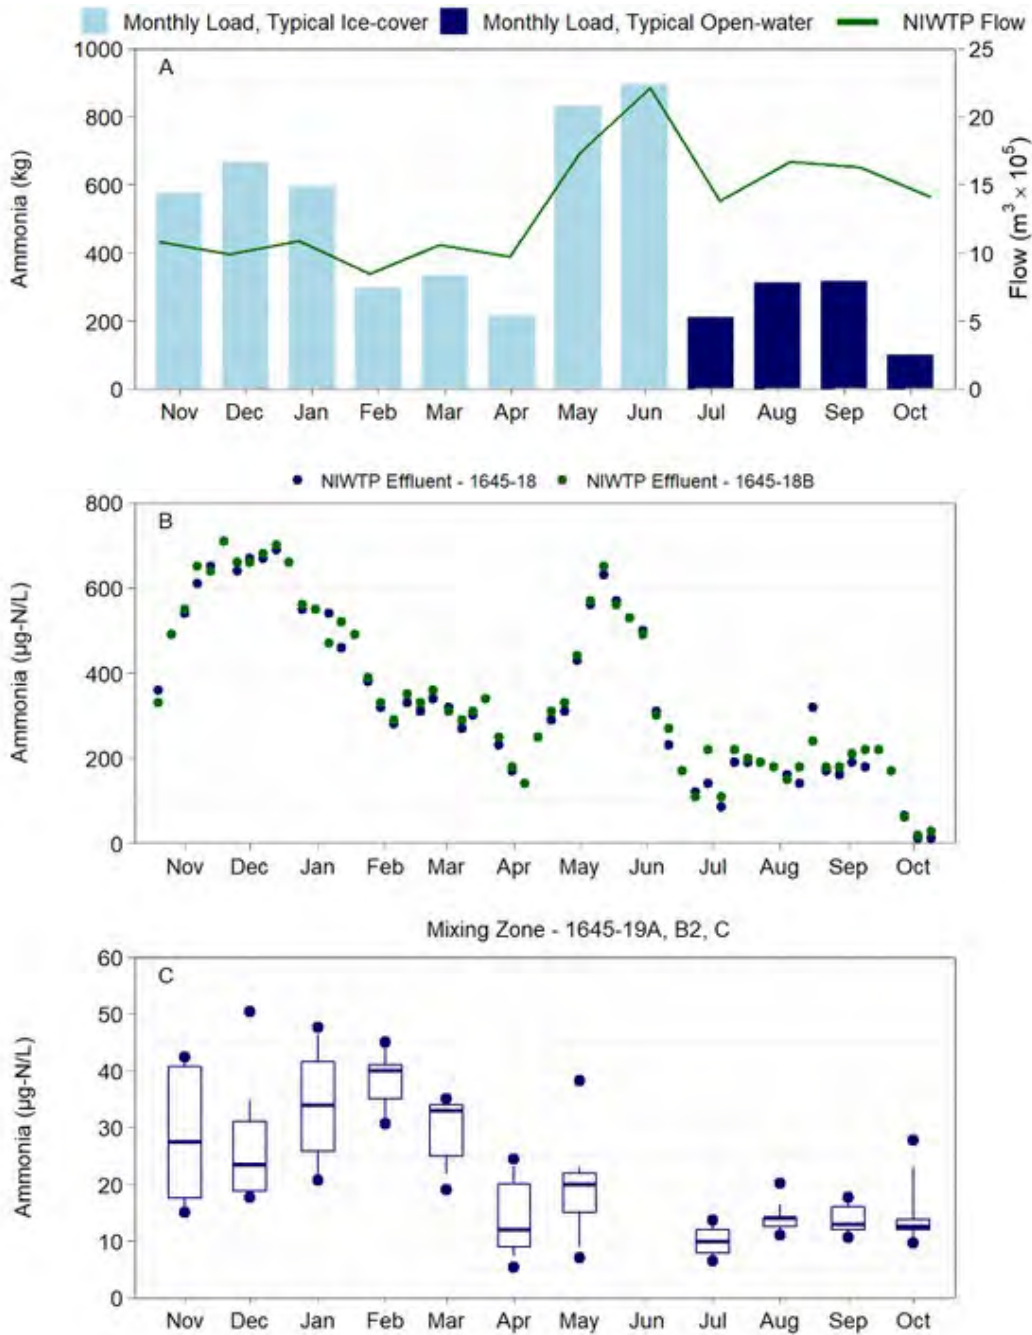 Monthly Load, Typical Ice-cover Monthly Load, Typical Open-water NIWTP Flow
A
1000
800
600
400
200
0
Ammonia (kg)
25
20
15
10
5
0
Flow (m³ × 10⁵)
Nov Dec Jan Feb Mar Apr May Jun Jul Aug Sep Oct
NIWTP Effluent - 1645-18 NIWTP Effluent - 1645-18B
B
800
600
400
200
0
Ammonia (µg-N/L)
Nov Dec Jan Feb Mar Apr May Jun Jul Aug Sep Oct
Mixing Zone - 1645-19A, B2, C
C
60
50
40
30
20
10
0
Ammonia (µg-N/L)
Nov Dec Jan Feb Mar Apr May Jun Jul Aug Sep Oct